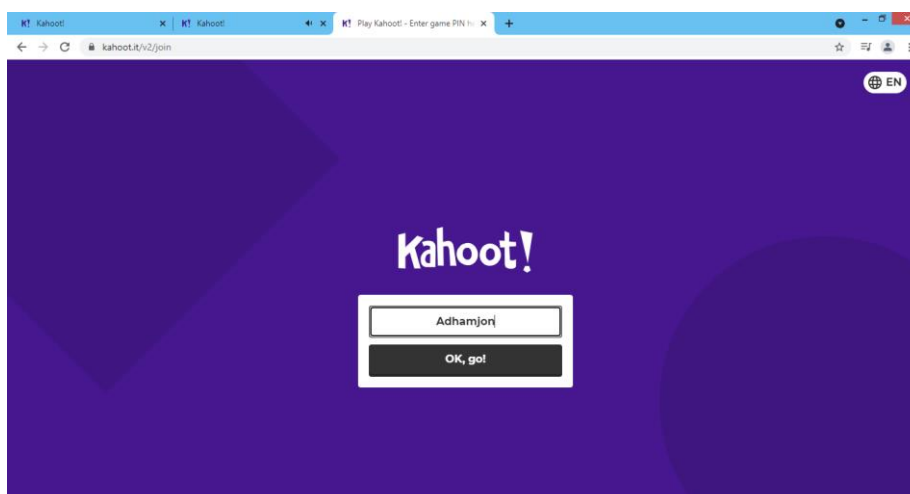 K! Kahoot!
K! Kahoot!
K! Play Kahoot! - Enter game PIN
kahoot.it/v2/join
EN
Kahoot!
Adhamjon
OK, go!